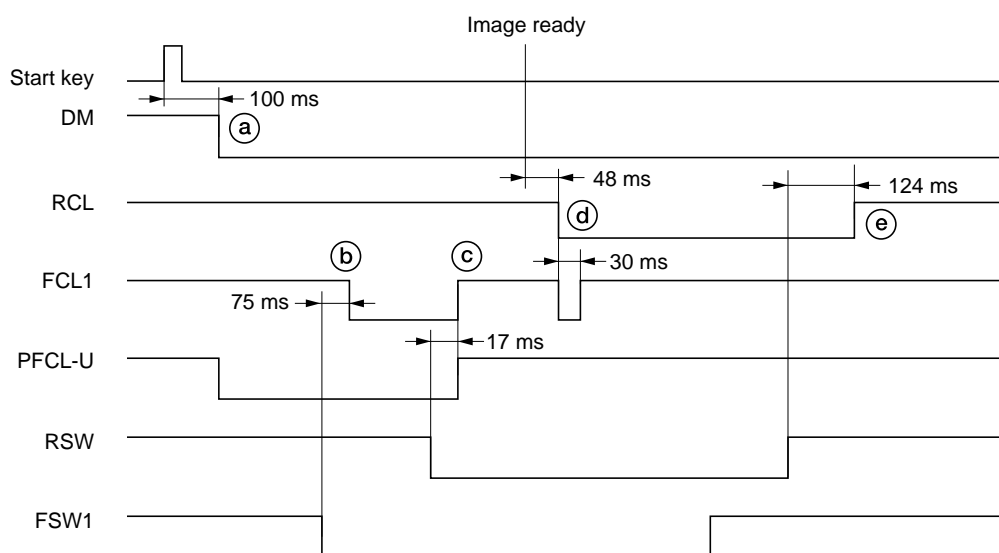 Image ready
Start key
100 ms
DM
a
48 ms
124 ms
RCL
d
e
b
c
FCL1
30 ms
75 ms
17 ms
PFCL-U
RSW
FSW1